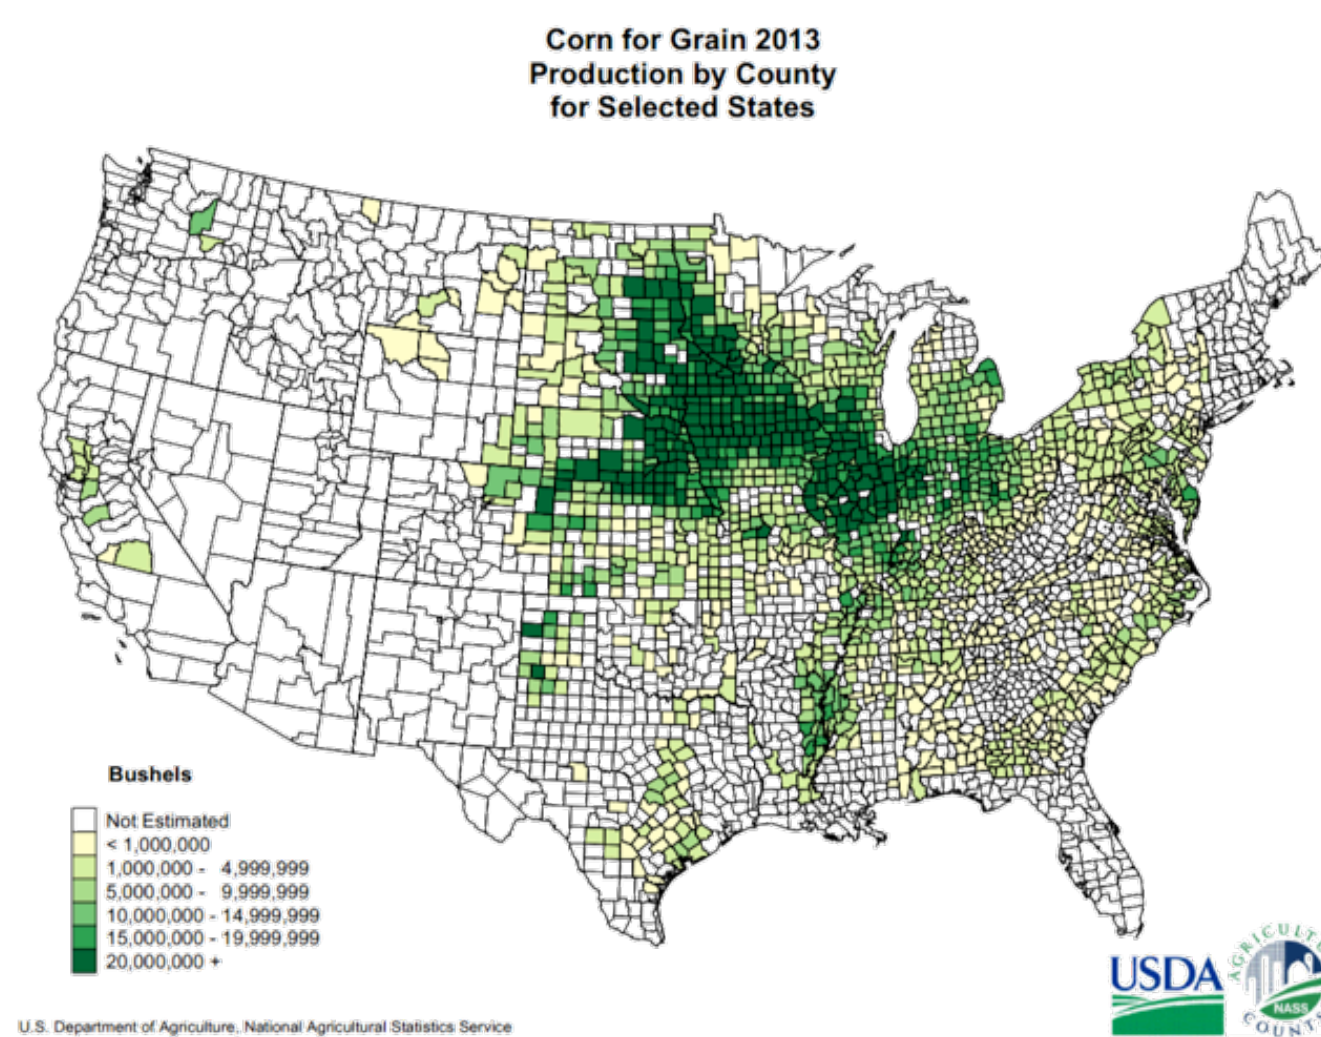 Corn for Grain 2013
Production by County
for Selected States
Bushels
Not Estimated
< 1,000,000
1,000,000 - 4,999,999
5,000,000 - 9,999,999
10,000,000 - 14,999,999
15,000,000 - 19,999,999
20,000,000 +
USDA
AGRICULT
NASS
COUNT
U.S. Department of Agriculture, National Agricultural Statistics Service